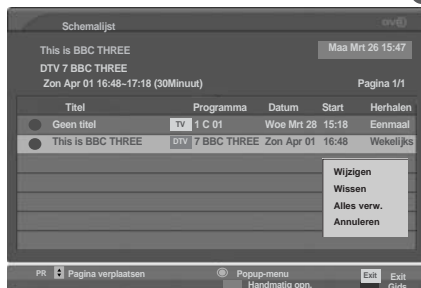 Schemalijst
This is BBC THREE Maa Mrt 26 15:47
DTV 7 BBC THREE
Zon Apr 01 16:48~17:18 (30Minuut) Pagina 1/1
Titel Programma Datum Start Herhalen
Geen titel TV 1 C 01 Woe Mrt 28 15:18 Eenmaal
This is BBC THREE DTV 7 BBC THREE Zon Apr 01 16:48 Wekelijks
Wijzigen
Wissen
Alles verw.
Annuleren
PR Pagina verplaatsen Popup-menu Exit Exit
Handmatig opn. Gids